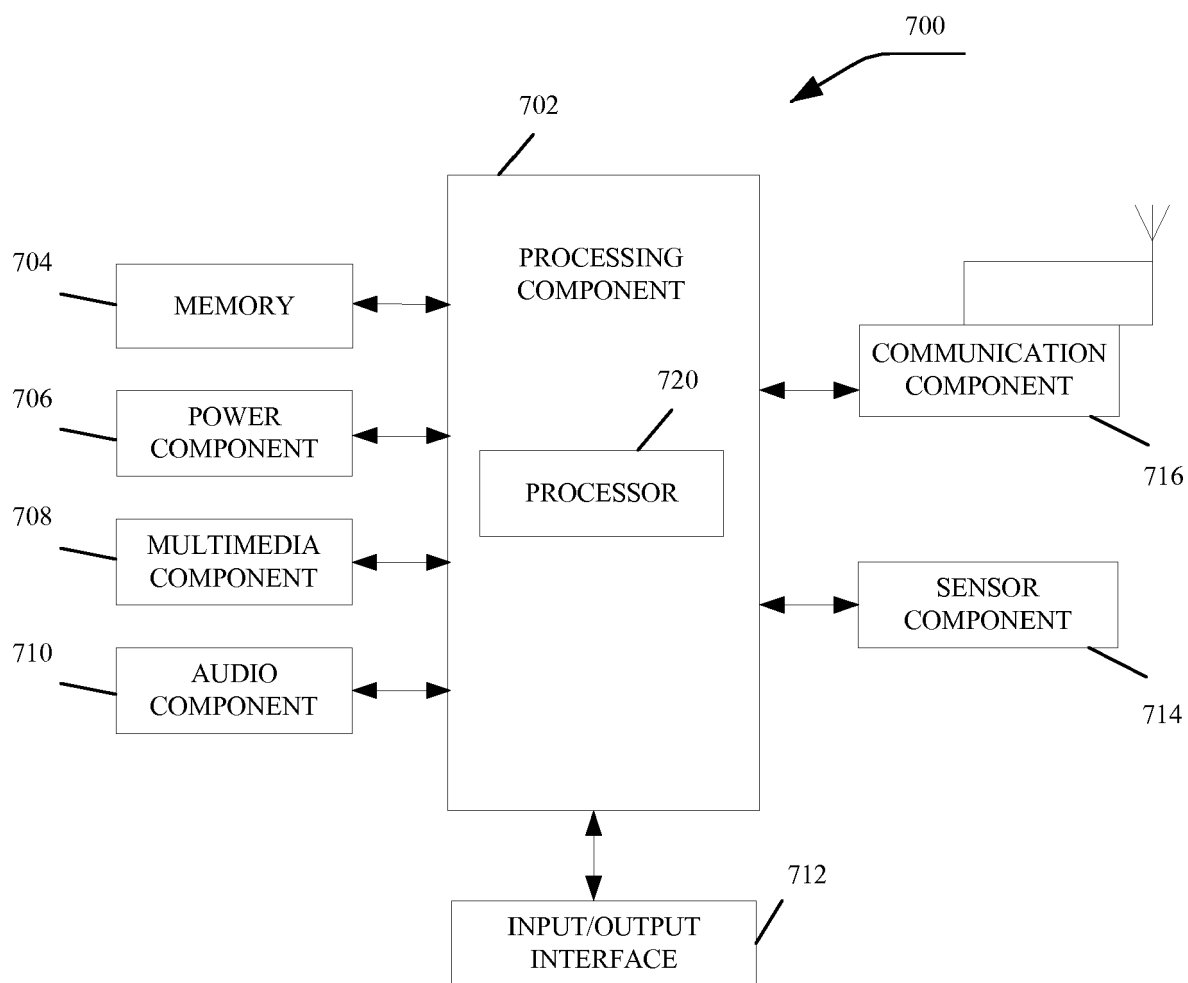 700
702
PROCESSING
COMPONENT
704
MEMORY
706
POWER
COMPONENT
720
PROCESSOR
COMMUNICATION
COMPONENT
716
708
MULTIMEDIA
COMPONENT
SENSOR
COMPONENT
714
710
AUDIO
COMPONENT
712
INPUT/OUTPUT
INTERFACE